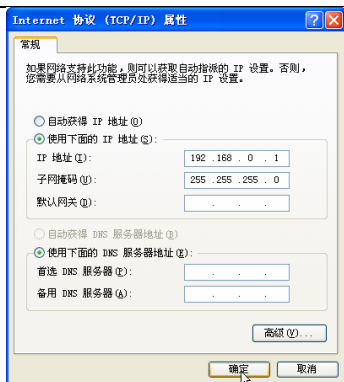 Internet 协议 (TCP/IP) 属性
常规
如果网络支持此功能，则可以获取自动指派的 IP 设置。否则，
您需要从网络系统管理员处获得适当的 IP 设置。
自动获得 IP 地址(O)
使用下面的 IP 地址(S):
IP 地址(I): 192 .168 . 0 . 1
子网掩码(U): 255 .255 .255 . 0
默认网关(D): . . .
自动获得 DNS 服务器地址(B)
使用下面的 DNS 服务器地址(E):
首选 DNS 服务器(P): . . .
备用 DNS 服务器(A): . . .
高级(V)...
确定 取消